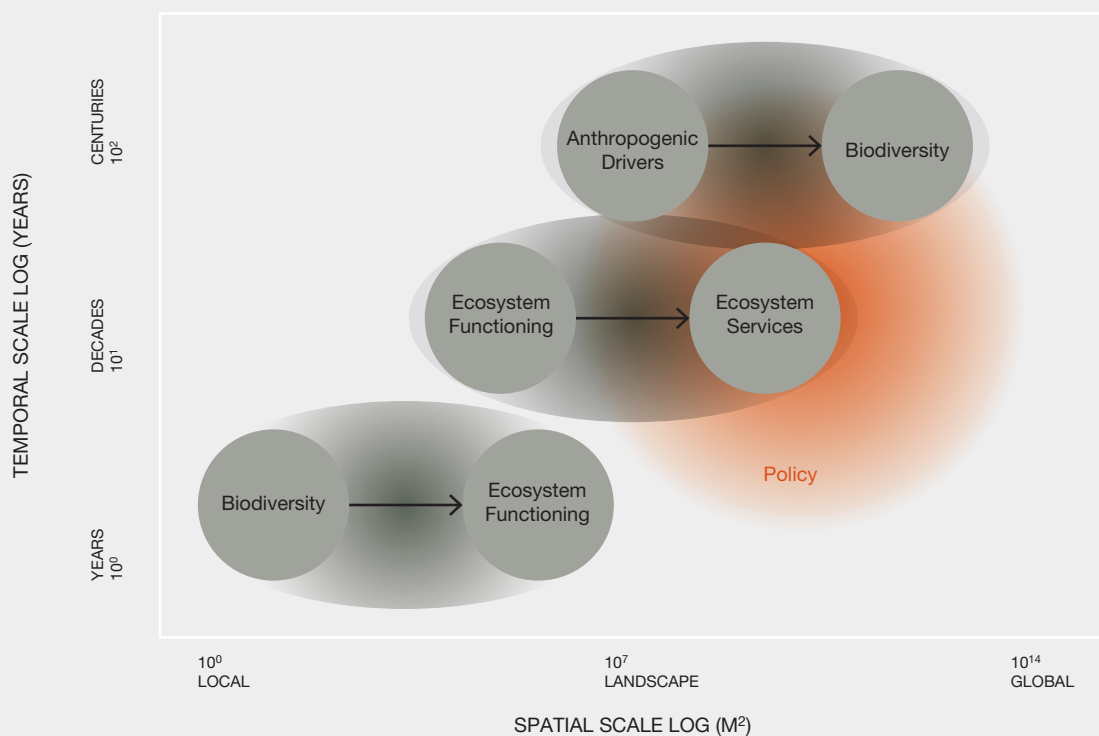 TEMPORAL SCALE LOG (YEARS)
CENTURIES
10²
DECADES
10¹
YEARS
10⁰
Anthropogenic
Drivers
Biodiversity
Ecosystem
Functioning
Ecosystem
Services
Policy
Biodiversity
Ecosystem
Functioning
10⁰
LOCAL
10⁷
LANDSCAPE
10¹⁴
GLOBAL
SPATIAL SCALE LOG (M²)